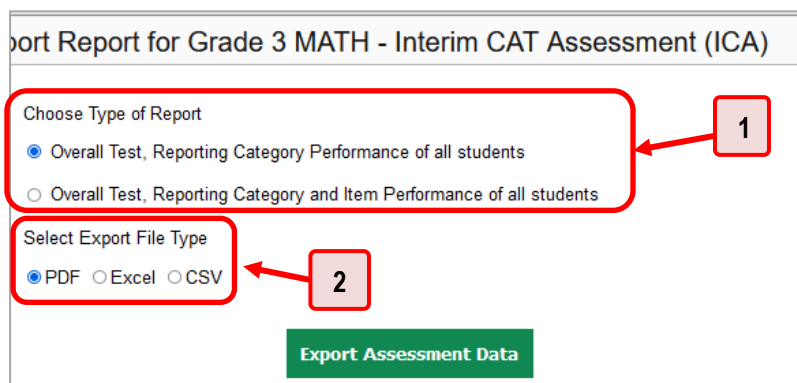 ort Report for Grade 3 MATH - Interim CAT Assessment (ICA)
Choose Type of Report
1
Overall Test, Reporting Category Performance of all students
Overall Test, Reporting Category and Item Performance of all students
Select Export File Type
PDF Excel CSV
2
Export Assessment Data